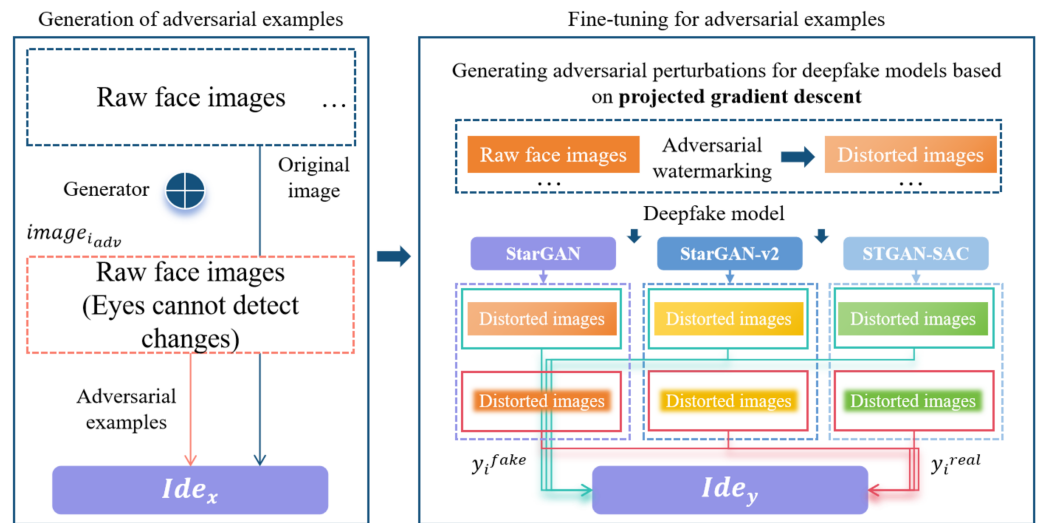 Generation of adversarial examples
Raw face images ...
Original
image
Generator
image_{i_{adv}}
Raw face images
(Eyes cannot detect
changes)
Adversarial
examples
Ide_x
Fine-tuning for adversarial examples
Generating adversarial perturbations for deepfake models based
on projected gradient descent
Raw face images
...
Adversarial
watermarking
Distorted images
...
Deepfake model
StarGAN
StarGAN-v2
STGAN-SAC
Distorted images
Distorted images
Distorted images
Distorted images
Distorted images
Distorted images
y_i^{fake}
y_i^{real}
Ide_y